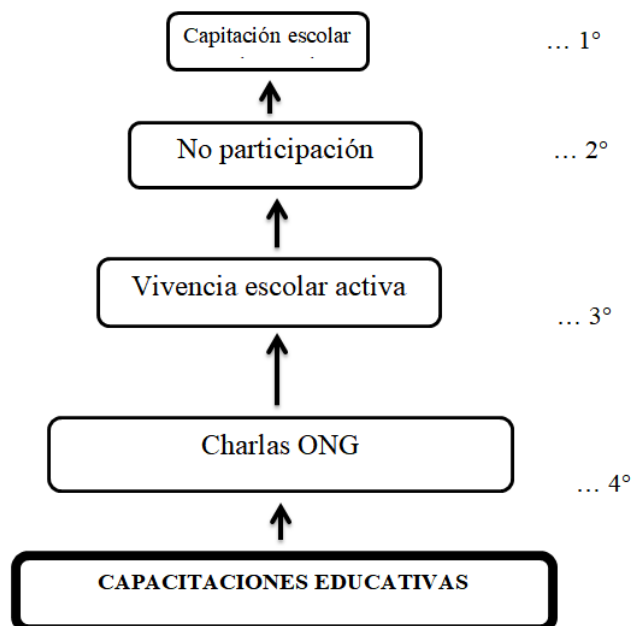 Capitación escolar
… 1°
No participación
… 2°
Vivencia escolar activa
… 3°
Charlas ONG
… 4°
CAPACITACIONES EDUCATIVAS